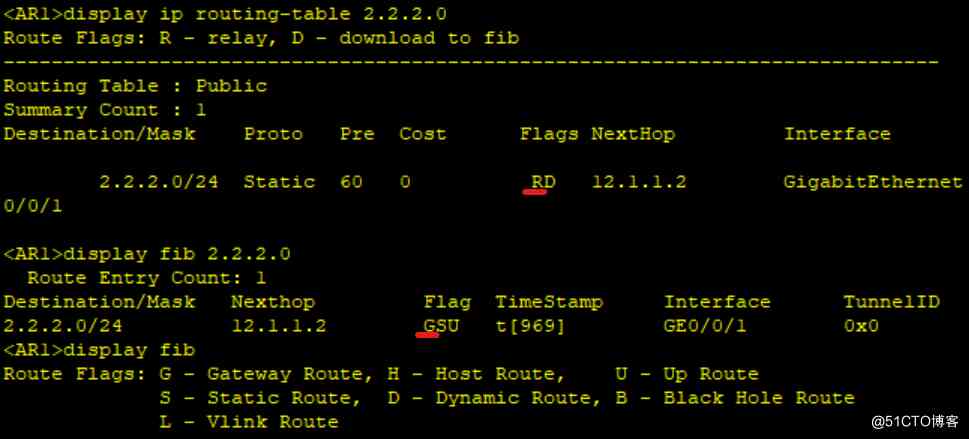 <AR1>display ip routing-table 2.2.2.0
Route Flags: R - relay, D - download to fib
------------------------------------------------------------------------------
Routing Table : Public
Summary Count : 1
Destination/Mask    Proto   Pre  Cost      Flags NextHop         Interface
        2.2.2.0/24  Static  60   0          RD   12.1.1.2        GigabitEthernet
0/0/1
<AR1>display fib 2.2.2.0
  Route Entry Count: 1
Destination/Mask   Nexthop         Flag  TimeStamp     Interface      TunnelID
2.2.2.0/24         12.1.1.2        GSU   t[969]        GE0/0/1        0x0
<AR1>display fib
Route Flags: G - Gateway Route, H - Host Route,    U - Up Route
             S - Static Route,  D - Dynamic Route, B - Black Hole Route
             L - Vlink Route
@51CTO博客